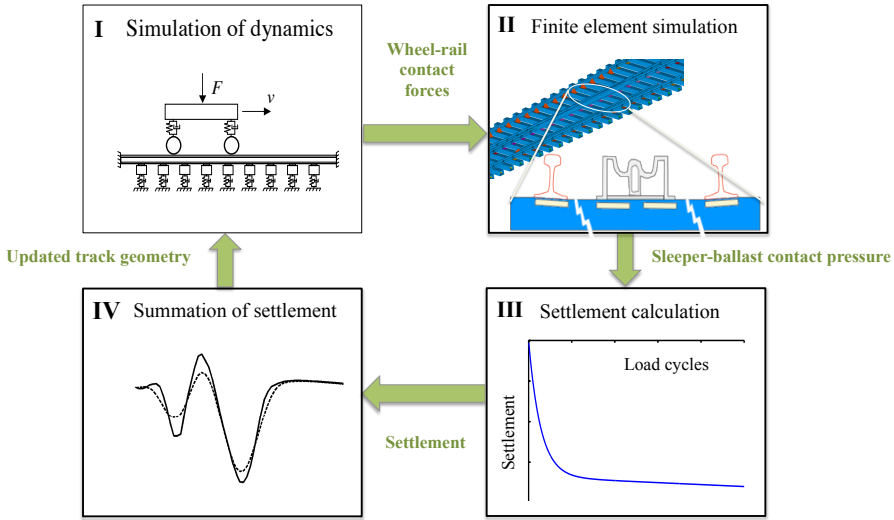 I Simulation of dynamics
F
v
Wheel-rail
contact
forces
II Finite element simulation
Updated track geometry
Sleeper-ballast contact pressure
IV Summation of settlement
Settlement
III Settlement calculation
Load cycles
Settlement